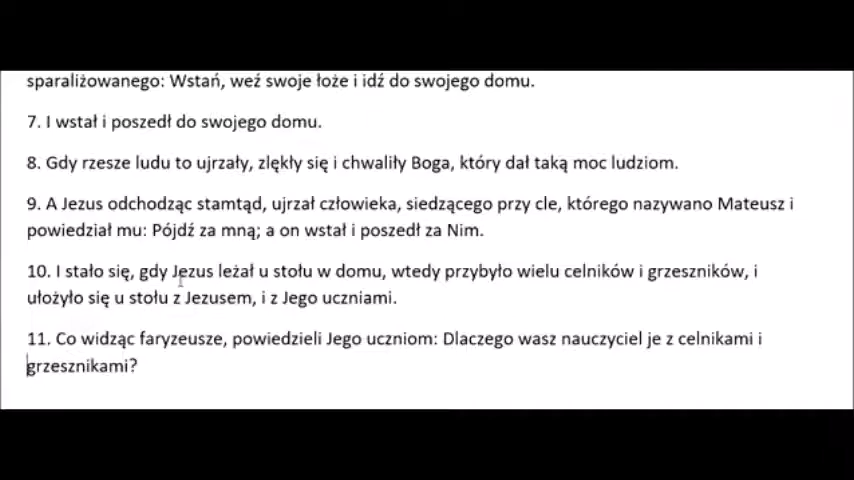 sparaliżowanego: Wstań, weź swoje łoże i idź do swojego domu.
7. I wstał i poszedł do swojego domu.
8. Gdy rzesze ludu to ujrzały, zlękły się i chwaliły Boga, który dał taką moc ludziom.
9. A Jezus odchodząc stamtąd, ujrzał człowieka, siedzącego przy cle, którego nazywano Mateusz i
powiedział mu: Pójdź za mną; a on wstał i poszedł za Nim.
10. I stało się, gdy Jezus leżał u stołu w domu, wtedy przybyło wielu celników i grzeszników, i
ułożyło się u stołu z Jezusem, i z Jego uczniami.
11. Co widząc faryzeusze, powiedzieli Jego uczniom: Dlaczego wasz nauczyciel je z celnikami i
grzesznikami?